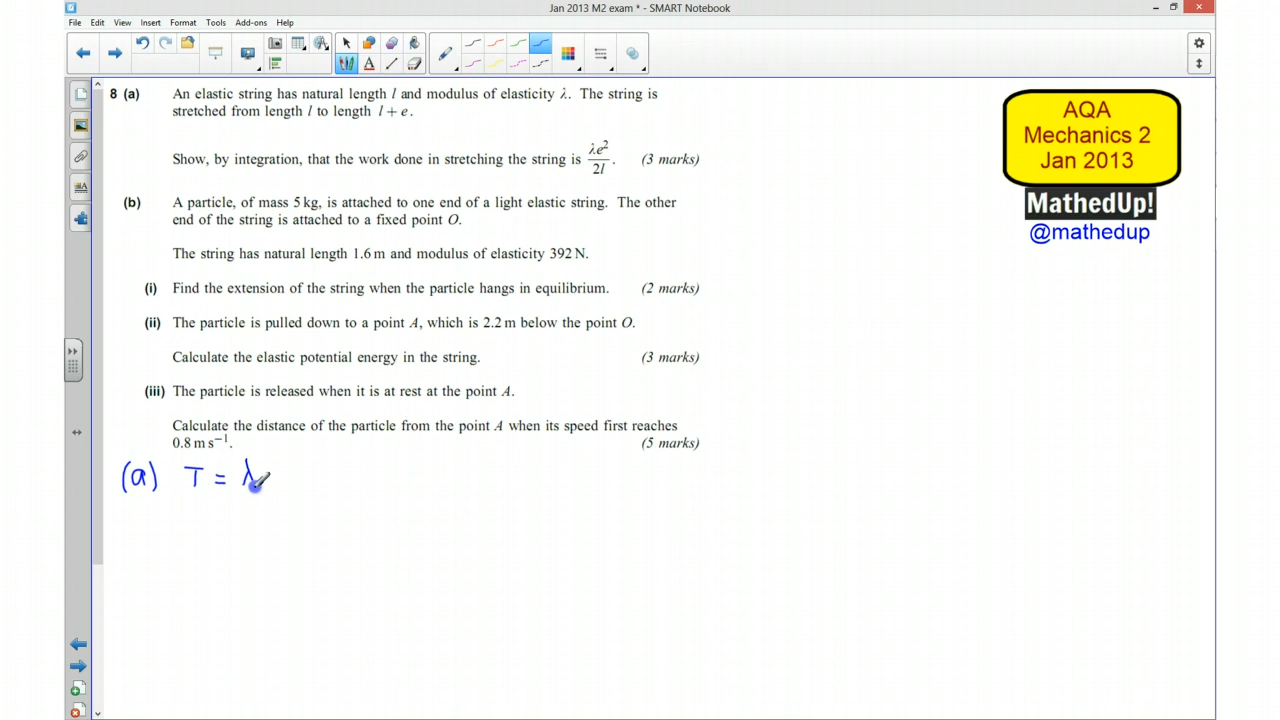 Jan 2013 M2 exam * - SMART Notebook
File Edit View Insert Format Tools Add-ons Help
8 (a) An elastic string has natural length l and modulus of elasticity λ. The string is
stretched from length l to length l + e.
Show, by integration, that the work done in stretching the string is λe²/2l. (3 marks)
(b) A particle, of mass 5 kg, is attached to one end of a light elastic string. The other
end of the string is attached to a fixed point O.
The string has natural length 1.6 m and modulus of elasticity 392 N.
(i) Find the extension of the string when the particle hangs in equilibrium. (2 marks)
(ii) The particle is pulled down to a point A, which is 2.2 m below the point O.
Calculate the elastic potential energy in the string. (3 marks)
(iii) The particle is released when it is at rest at the point A.
Calculate the distance of the particle from the point A when its speed first reaches
0.8 m s⁻¹. (5 marks)
(a) T = λ
AQA
Mechanics 2
Jan 2013
MathedUp!
@mathedup